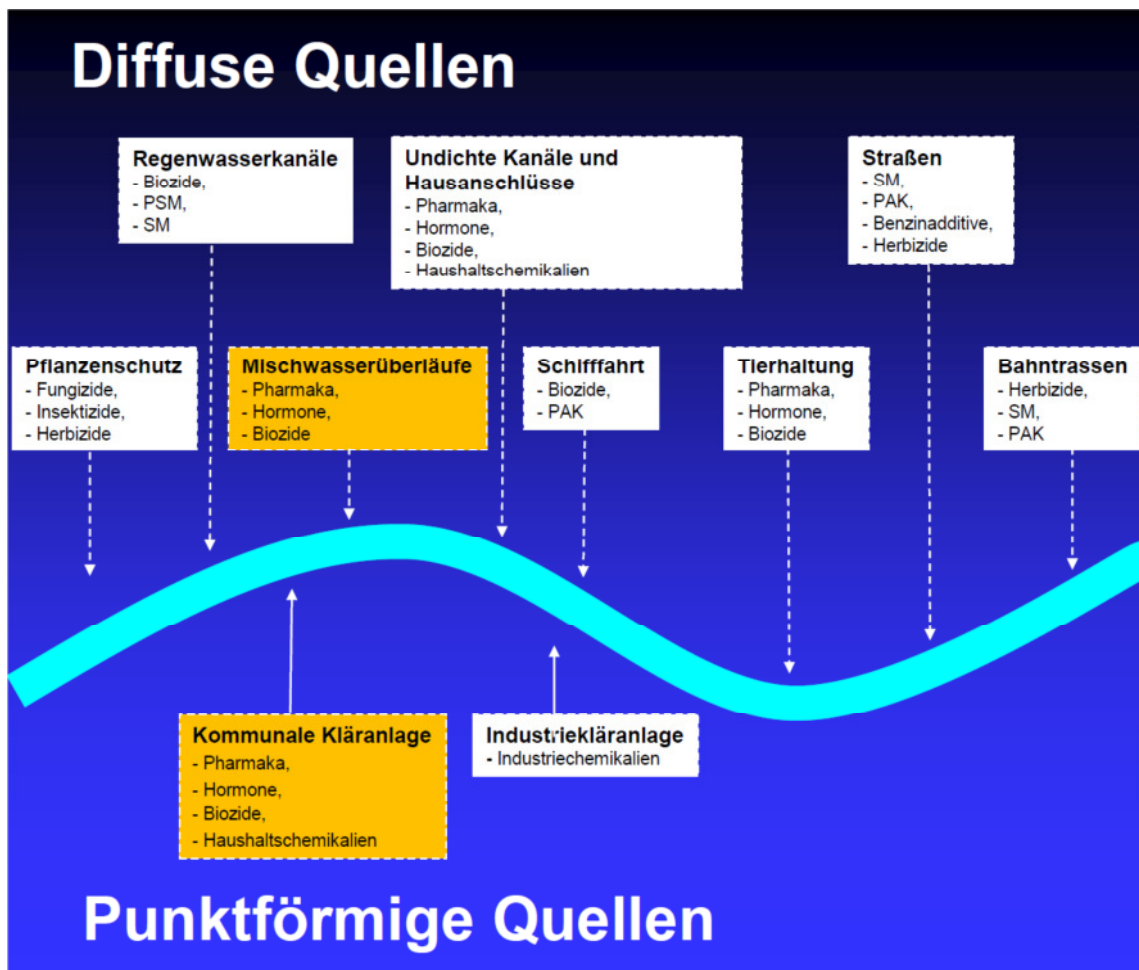 Diffuse Quellen
Regenwasserkanäle
- Biozide,
- PSM,
- SM
Undichte Kanäle und
Hausanschlüsse
- Pharmaka,
- Hormone,
- Biozide,
- Haushaltschemikalien
Straßen
- SM,
- PAK,
- Benzinadditive,
- Herbizide
Pflanzenschutz
- Fungizide,
- Insektizide,
- Herbizide
Mischwasserüberläufe
- Pharmaka,
- Hormone,
- Biozide
Schifffahrt
- Biozide,
- PAK
Tierhaltung
- Pharmaka,
- Hormone,
- Biozide
Bahntrassen
- Herbizide,
- SM,
- PAK
Kommunale Kläranlage
- Pharmaka,
- Hormone,
- Biozide,
- Haushaltschemikalien
Industriekläranlage
- Industriechemikalien
Punktförmige Quellen